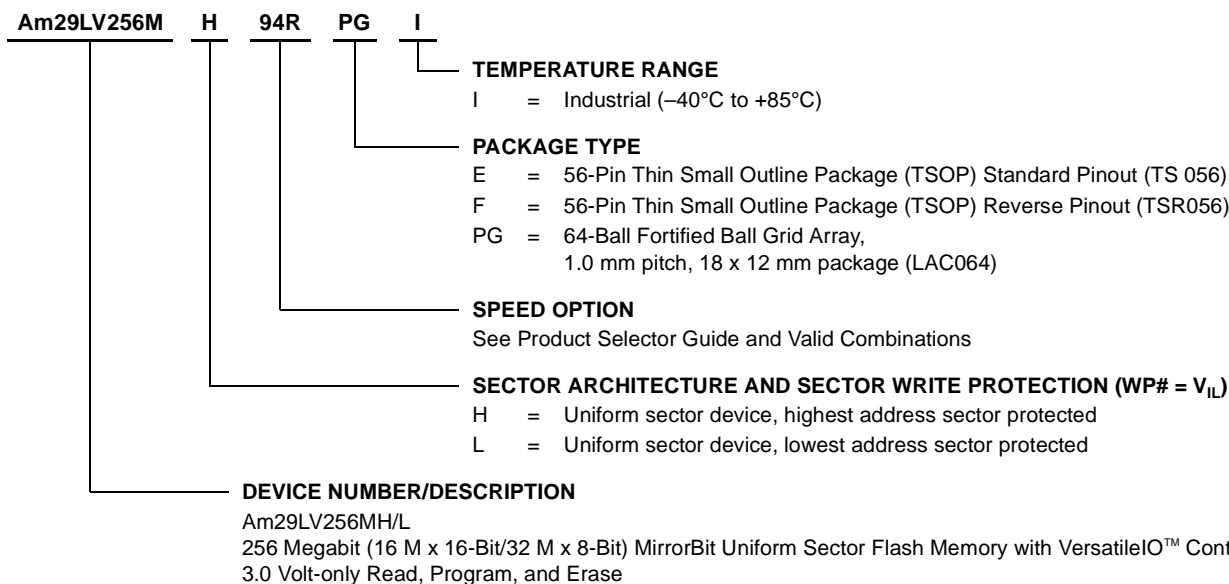 Am29LV256M H 94R PG I
TEMPERATURE RANGE
I = Industrial (–40°C to +85°C)
PACKAGE TYPE
E = 56-Pin Thin Small Outline Package (TSOP) Standard Pinout (TS 056)
F = 56-Pin Thin Small Outline Package (TSOP) Reverse Pinout (TSR056)
PG = 64-Ball Fortified Ball Grid Array,
1.0 mm pitch, 18 x 12 mm package (LAC064)
SPEED OPTION
See Product Selector Guide and Valid Combinations
SECTOR ARCHITECTURE AND SECTOR WRITE PROTECTION (WP# = VIL)
H = Uniform sector device, highest address sector protected
L = Uniform sector device, lowest address sector protected
DEVICE NUMBER/DESCRIPTION
Am29LV256MH/L
256 Megabit (16 M x 16-Bit/32 M x 8-Bit) MirrorBit Uniform Sector Flash Memory with VersatileIO™
3.0 Volt-only Read, Program, and Erase